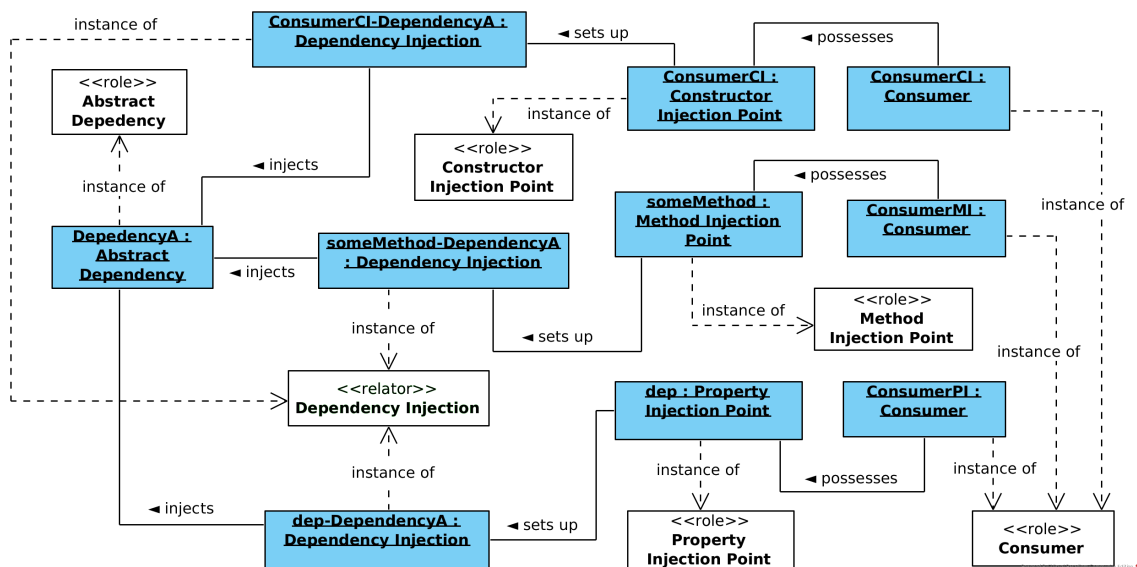 instance of
ConsumerCI-DependencyA :
Dependency Injection
◄ sets up
◄ possesses
<<role>>
Abstract
Depedency
ConsumerCI :
Constructor
Injection Point
ConsumerCI :
Consumer
instance of
<<role>>
Constructor
Injection Point
◄ injects
instance of
◄ possesses
someMethod :
Method Injection
Point
ConsumerMI :
Consumer
instance of
DepedencyA :
Abstract
Dependency
someMethod-DependencyA
: Dependency Injection
◄ injects
<<role>>
Method
Injection Point
instance of
instance of
◄ sets up
instance of
<<relator>>
Dependency Injection
dep : Property
Injection Point
ConsumerPI :
Consumer
instance of
instance of
instance of
◄ possesses
◄ injects
dep-DependencyA :
Dependency Injection
◄ sets up
<<role>>
Property
Injection Point
<<role>>
Consumer